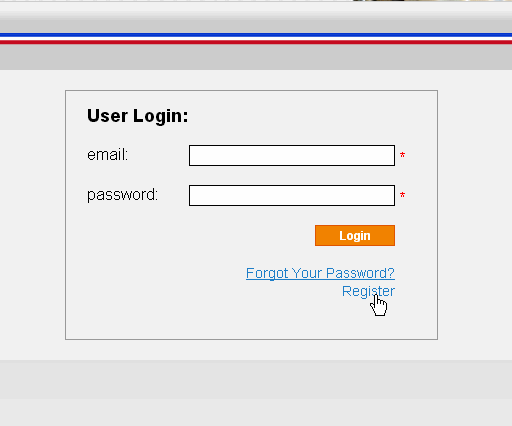 User Login:
email: *
password: *
Login
Forgot Your Password?
Register